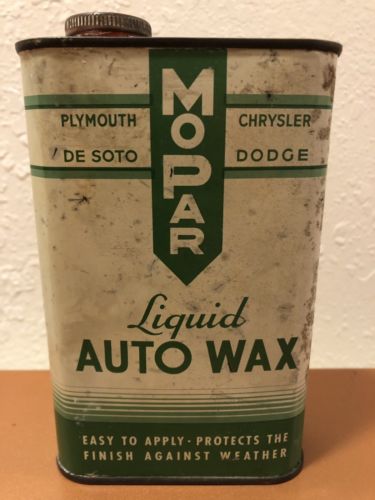 MOPAR
PLYMOUTH CHRYSLER
DE SOTO DODGE
Liquid
AUTO WAX
EASY TO APPLY · PROTECTS THE
FINISH AGAINST WEATHER